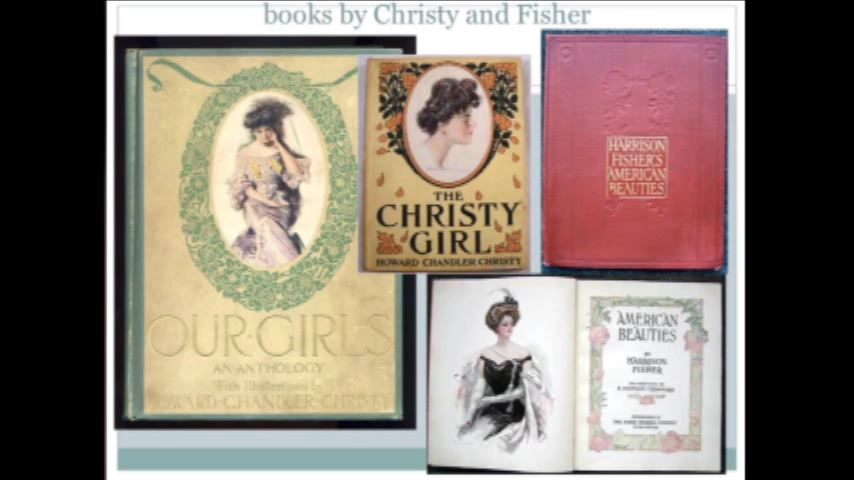 books by Christy and Fisher
OUR·GIRLS
AN·ANTHOLOGY
With Illustrations by
HOWARD·CHANDLER·CHRISTY
THE
CHRISTY
GIRL
HOWARD CHANDLER CHRISTY
HARRISON
FISHER'S
AMERICAN
BEAUTIES
AMERICAN
BEAUTIES
BY
HARRISON
FISHER